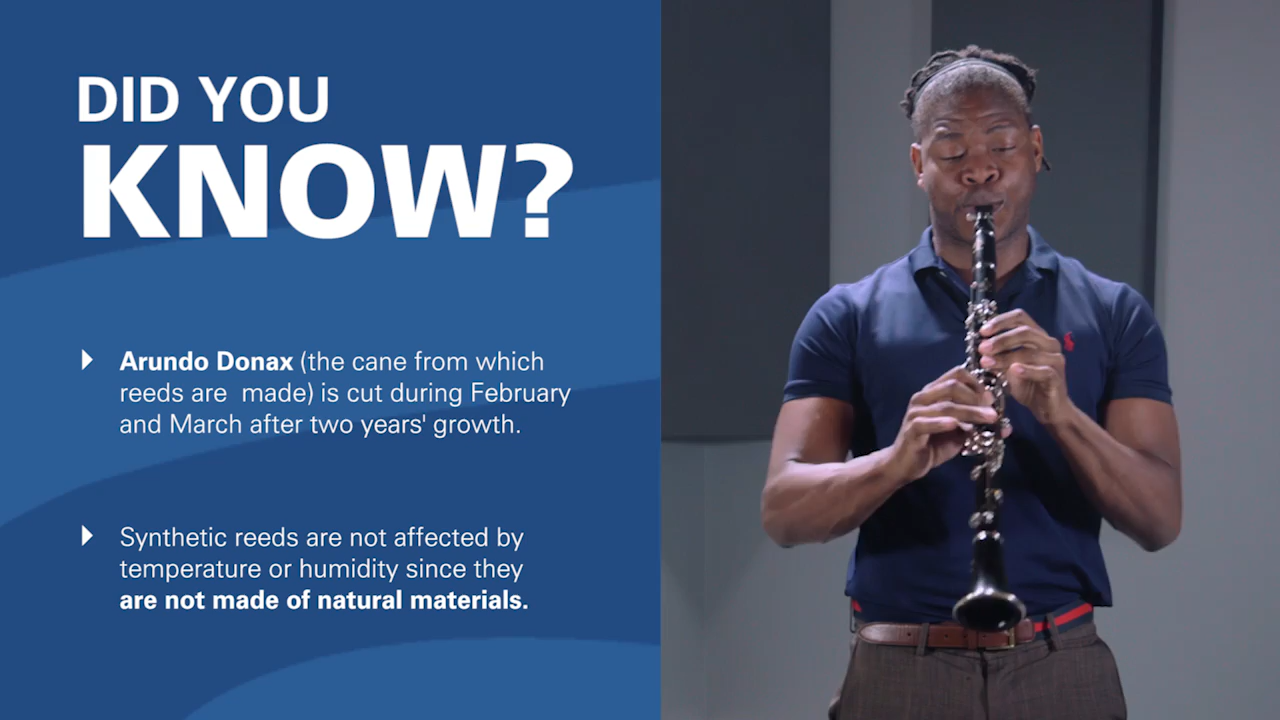 DID YOU
KNOW?
Arundo Donax (the cane from which
reeds are  made) is cut during February
and March after two years' growth.
Synthetic reeds are not affected by
temperature or humidity since they
are not made of natural materials.